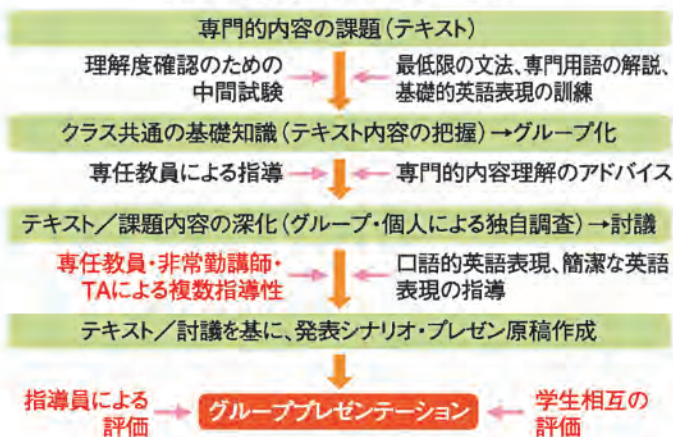 専門的内容の課題（テキスト）
理解度確認のための
中間試験
最低限の文法、専門用語の解説、
基礎的英語表現の訓練
クラス共通の基礎知識（テキスト内容の把握）→グループ化
専任教員による指導
専門的内容理解のアドバイス
テキスト／課題内容の深化（グループ・個人による独自調査）→討議
専任教員・非常勤講師・
TAによる複数指導性
口語的英語表現、簡潔な英語
表現の指導
テキスト／討議を基に、発表シナリオ・プレゼン原稿作成
指導員による
評価
グループプレゼンテーション
学生相互の
評価